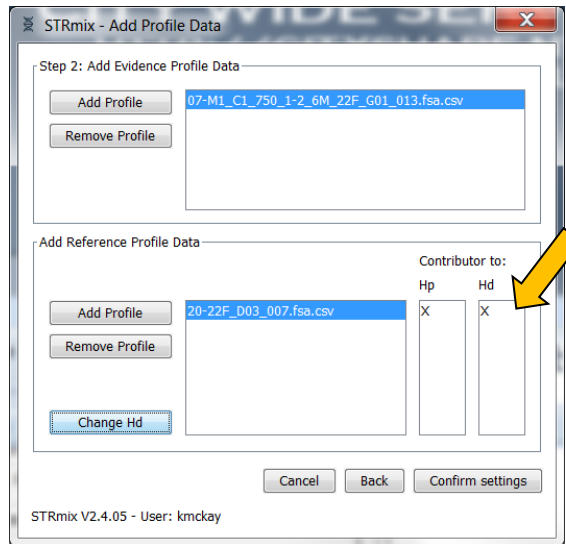 STRmix - Add Profile Data
Step 2: Add Evidence Profile Data
Add Profile
07-M1_C1_750_1-2_6M_22F_G01_013.fsa.csv
Remove Profile
Add Reference Profile Data
Contributor to:
Hp Hd
Add Profile
20-22F_D03_007.fsa.csv
X X
Remove Profile
Change Hd
Cancel Back Confirm settings
STRmix V2.4.05 - User: kmckay